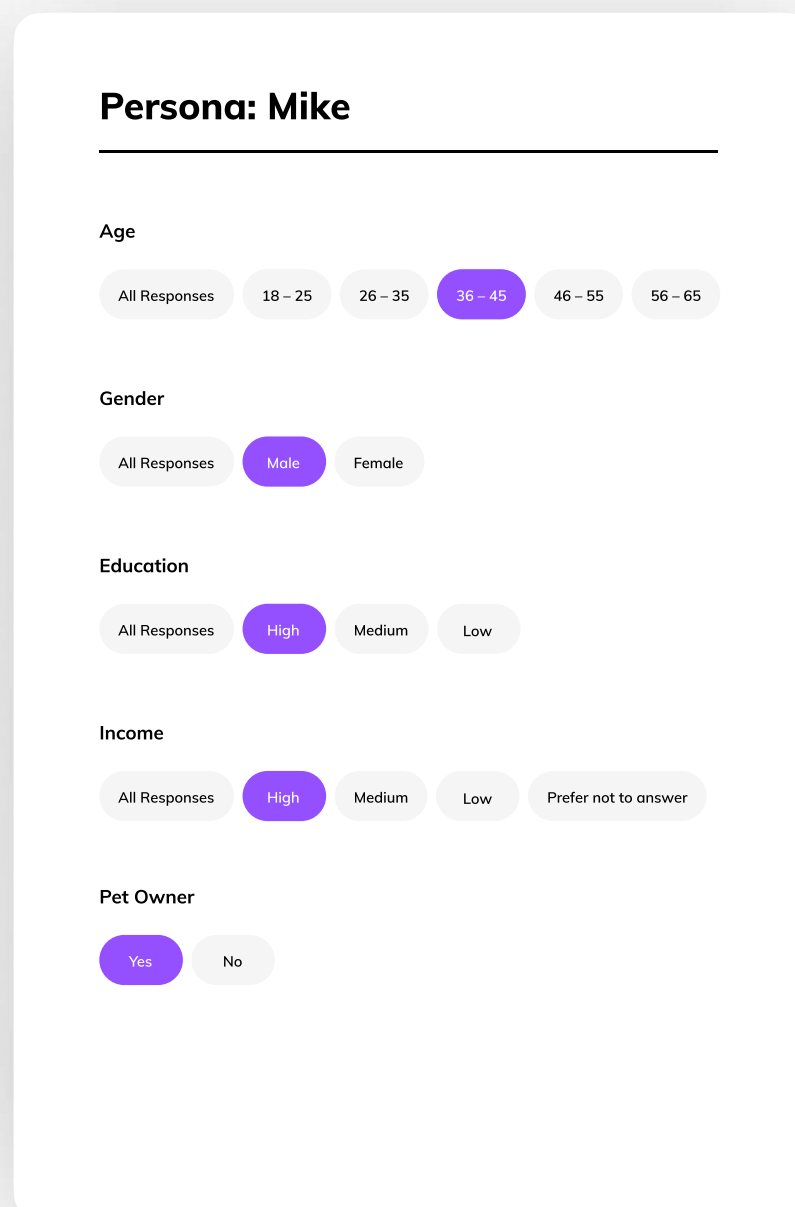 Persona: Mike
Age
All Responses 18 – 25 26 – 35 36 – 45 46 – 55 56 – 65
Gender
All Responses Male Female
Education
All Responses High Medium Low
Income
All Responses High Medium Low Prefer not to answer
Pet Owner
Yes No